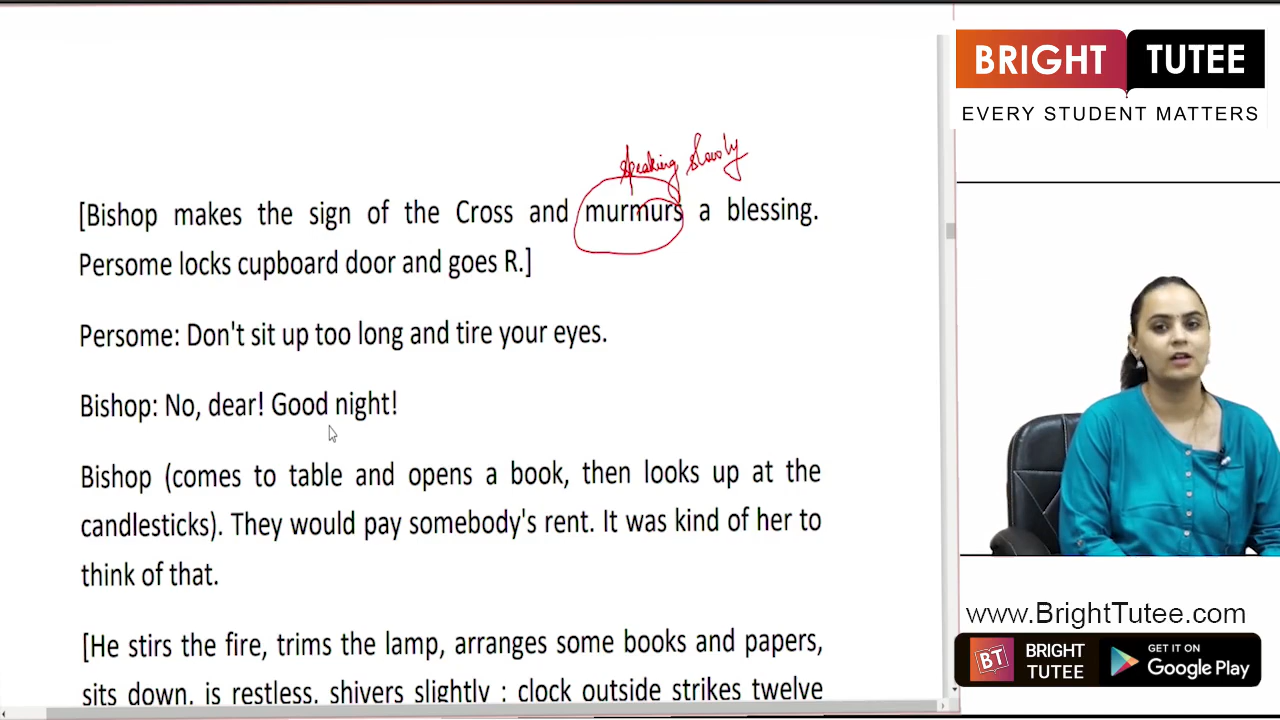 speaking slowly
[Bishop makes the sign of the Cross and murmurs a blessing.
Persome locks cupboard door and goes R.]
Persome: Don't sit up too long and tire your eyes.
Bishop: No, dear! Good night!
Bishop (comes to table and opens a book, then looks up at the
candlesticks). They would pay somebody's rent. It was kind of her to
think of that.
[He stirs the fire, trims the lamp, arranges some books and papers,
sits down, is restless, shivers slightly ; clock outside strikes twelve
BRIGHT TUTEE
EVERY STUDENT MATTERS
www.BrightTutee.com
BT BRIGHT TUTEE
GET IT ON
Google Play